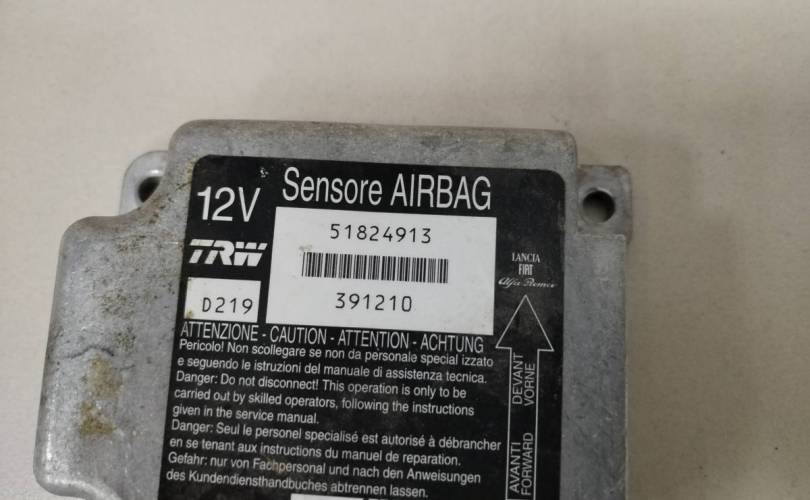 12V
Sensore AIRBAG
TRW
51824913
391210
D219
LANCIA
FIAT
Alfa Romeo
ATTENZIONE - CAUTION - ATTENTION - ACHTUNG
Pericolo! Non scollegare se non da personale special izzato
e seguendo le istruzioni del manuale di assistenza tecnica.
Danger: Do not disconnect! This operation is only to be
carried out by skilled operators, following the instructions
given in the service manual.
Danger: Seul le personel spécialisé est autorisé à débrancher
en se tenant aux instructions du manuel de reparation.
Gefahr: nur von Fachpersonal und nach den Anweisungen
des Kundendiensthandbuches abtrennen lassen.
AVANTI DEVANT
FORWARD VORNE